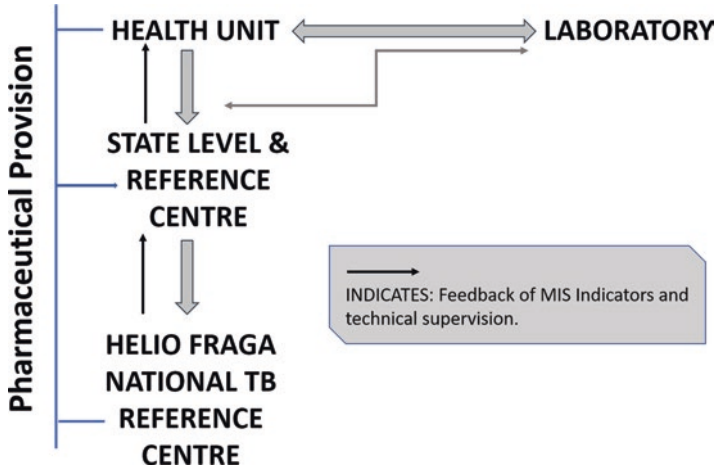 Pharmaceutical Provision
HEALTH UNIT
LABORATORY
STATE LEVEL &
REFERENCE
CENTRE
HELIO FRAGA
NATIONAL TB
REFERENCE
CENTRE
INDICATES: Feedback of MIS Indicators and
technical supervision.